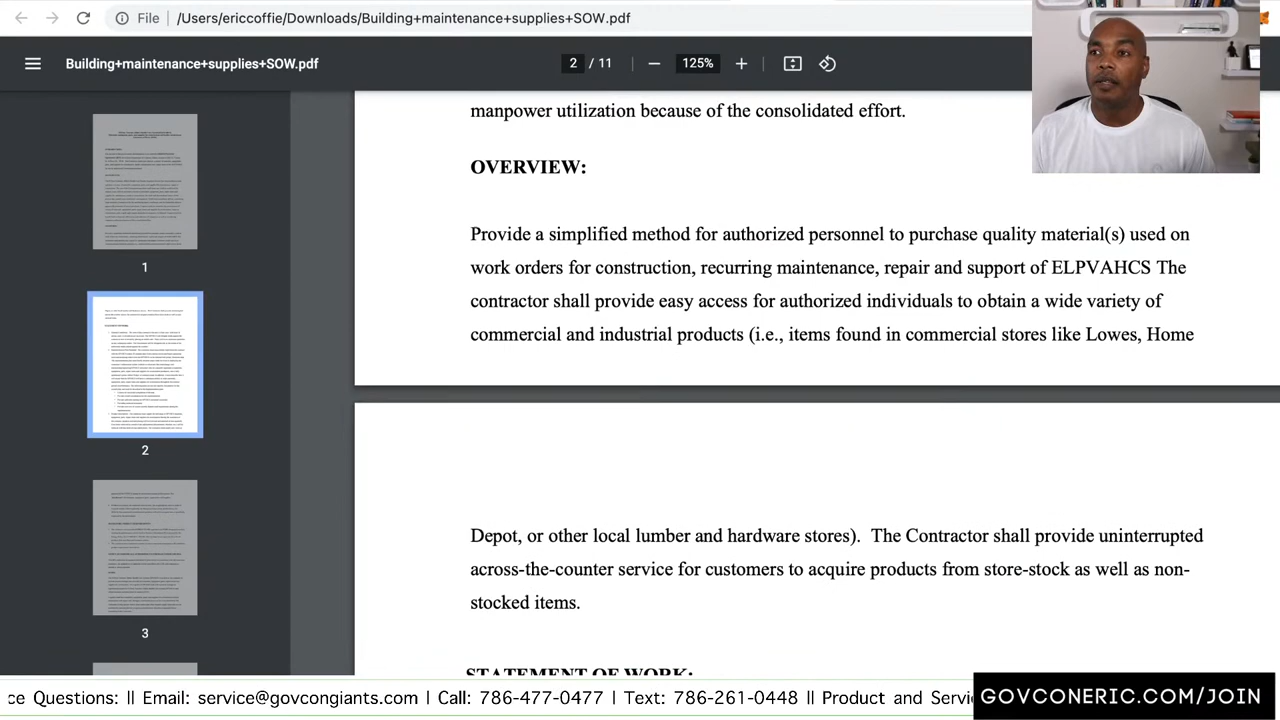 File
/Users/ericcoffie/Downloads/Building+maintenance+supplies+SOW.pdf
Building+maintenance+supplies+SOW.pdf
2 / 11
125%
manpower utilization because of the consolidated effort.
OVERVIEW:
Provide a simplified method for authorized personnel to purchase quality material(s) used on
work orders for construction, recurring maintenance, repair and support of ELPVAHCS The
contractor shall provide easy access for authorized individuals to obtain a wide variety of
commercial and industrial products (i.e., items found in commercial stores like Lowes, Home
Depot, or other local lumber and hardware stores).  The Contractor shall provide uninterrupted
across-the-counter service for customers to acquire products from store-stock as well as non-
stocked items.
STATEMENT OF WORK:
1
2
3
ce Questions: || Email: service@govcongiants.com | Call: 786-477-0477 | Text: 786-261-0448 || Product and Servi
GOVCONERIC.COM/JOIN